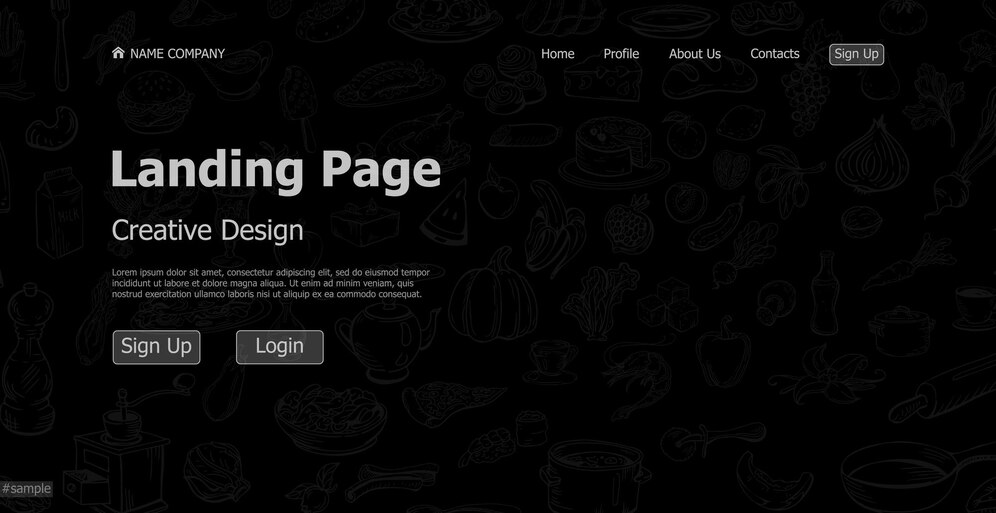 NAME COMPANY
Home Profile About Us Contacts Sign Up
Landing Page
Creative Design
Lorem ipsum dolor sit amet, consectetur adipiscing elit, sed do eiusmod tempor
incididunt ut labore et dolore magna aliqua. Ut enim ad minim veniam, quis
nostrud exercitation ullamco laboris nisi ut aliquip ex ea commodo consequat.
Sign Up Login
MILK
#sample